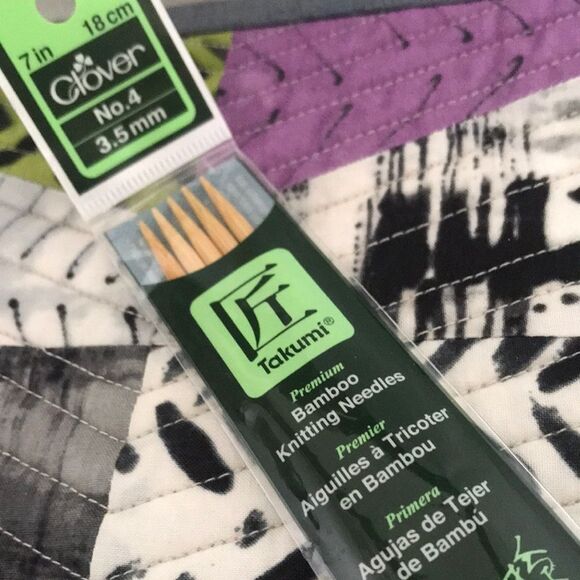 7 in 18 cm
Clover
No.4
3.5 mm
匠
Takumi®
Premium
Bamboo
Knitting Needles
Premier
Aiguilles à Tricoter
en Bambou
Primera
Agujas de Tejer
de Bambú